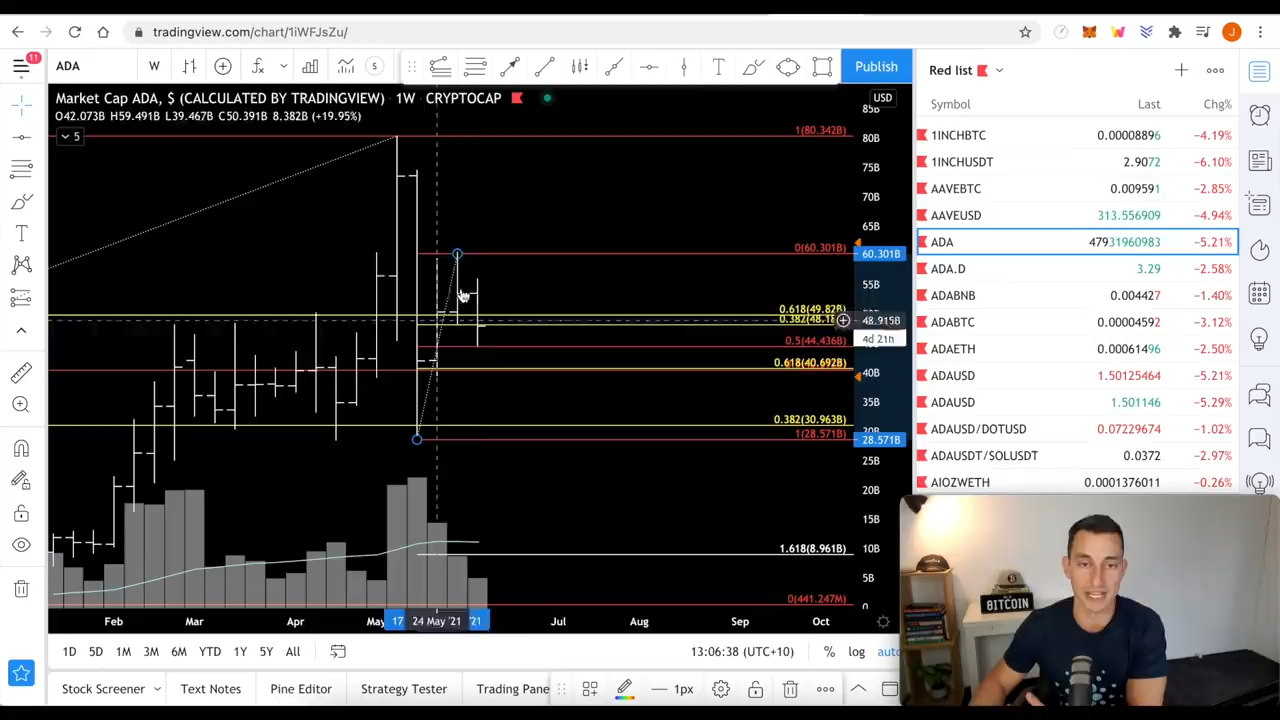 tradingview.com/chart/1iWFJsZu/
J
11
ADA
W
S
T
Publish
Red list
Market Cap ADA, $ (CALCULATED BY TRADINGVIEW) · 1W · CRYPTOCAP
USD
O42.073B H59.491B L39.467C C50.391B 8.382B (+19.95%)
5
Symbol Last Chg%
1INCHBTC 0.00008896 −4.19%
1INCHUSDT 2.9072 −6.10%
AAVEBTC 0.009591 −2.85%
AAVEUSD 313.556909 −4.94%
ADA 47931960983 −5.21%
ADA.D 3.29 −2.58%
ADABNB 0.004427 −1.40%
ADABTC 0.00004592 −3.12%
ADAETH 0.00061496 −2.50%
ADAUSD 1.50125464 −5.21%
ADAUSD 1.501146 −5.29%
ADAUSD/DOTUSD 0.07229674 −1.02%
ADAUSDT/SOLUSDT 0.0372 −2.97%
AIOZWETH 0.0001376011 −0.26%
85B
1(80.342B)
80B
75B
70B
65B
0(60.301B)
60.301B
55B
0.618(49.82B)
48.915B
4d 21h
0.5(44.436B)
0.618(40.692B)
40B
35B
0.382(30.963B)
30B
1(28.571B)
28.571B
25B
20B
15B
1.618(8.961B)
10B
5B
0(441.247M)
0
Feb Mar Apr May 17 24 May '21 '21 Jul Aug Sep Oct
1D 5D 1M 3M 6M YTD 1Y 5Y All
13:06:38 (UTC+10) % log auto
Stock Screener Text Notes Pine Editor Strategy Tester Trading Pane
1px
BITCOIN